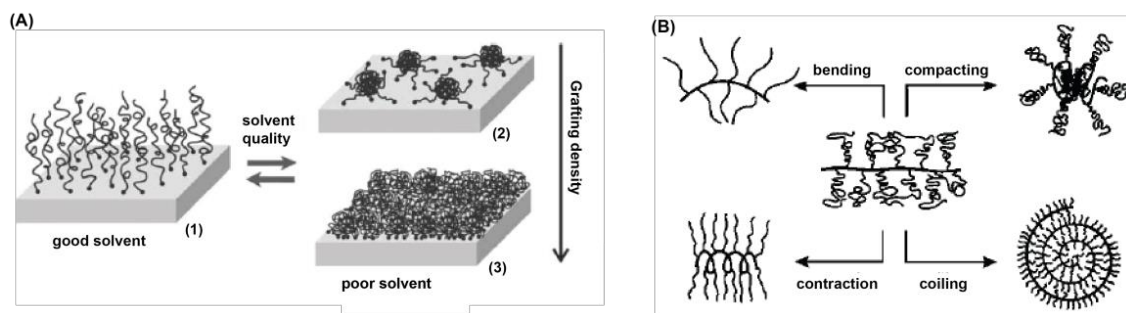 (A)
(B)
solvent
quality
good solvent
(1)
(2)
(3)
poor solvent
Grafting density
bending
compacting
contraction
coiling